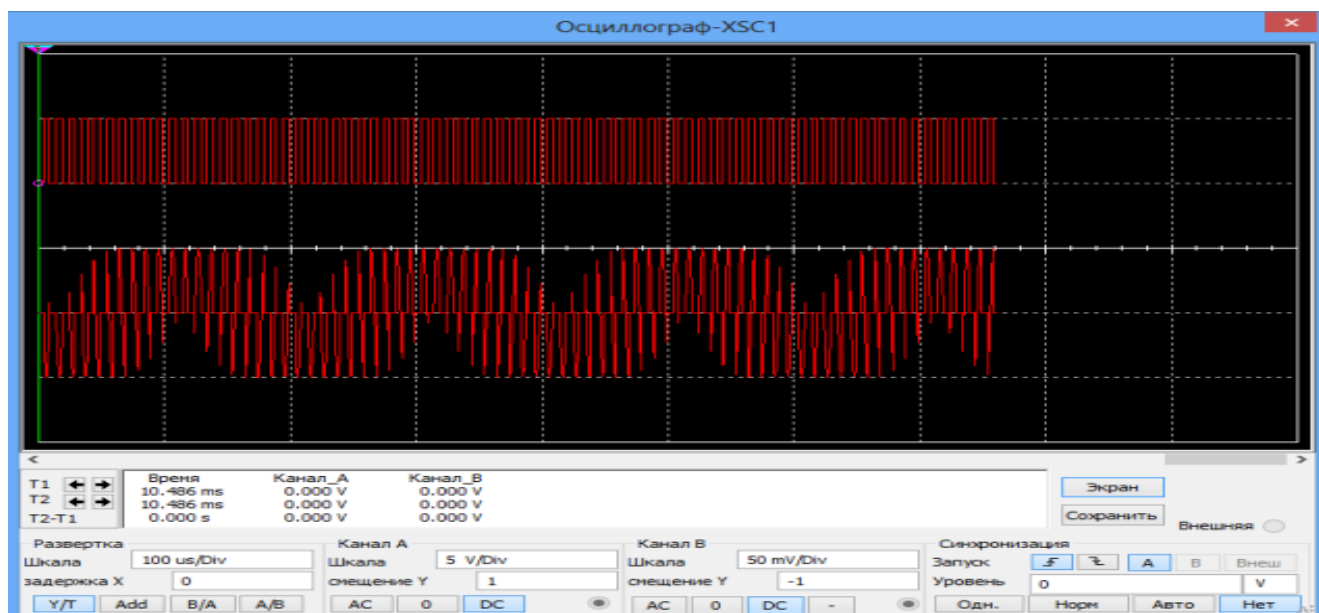 Осциллограф-XSC1
T1
T2
T2-T1
Время Канал_A Канал_B
10.486 ms 0.000 V 0.000 V
10.486 ms 0.000 V 0.000 V
0.000 s 0.000 V 0.000 V
Экран
Сохранить
Внешняя
Развертка
Шкала 100 us/Div
задержка X 0
Y/T Add B/A A/B
Канал A
Шкала 5 V/Div
смещение Y 1
AC 0 DC
Канал B
Шкала 50 mV/Div
смещение Y -1
AC 0 DC -
Синхронизация
Запуск A B Внеш
Уровень 0 V
Одн. Норм Авто Нет